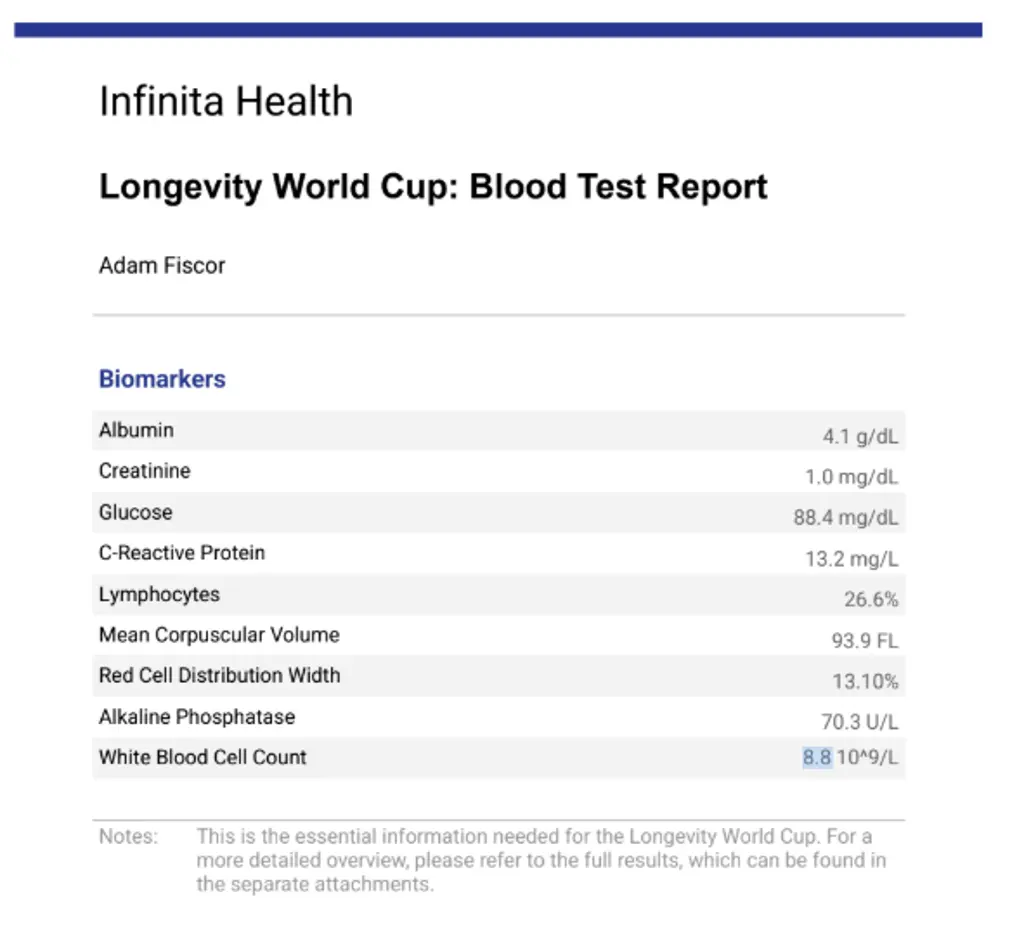 Infinita Health
Longevity World Cup: Blood Test Report
Adam Fiscor
Biomarkers
Albumin 4.1 g/dL
Creatinine 1.0 mg/dL
Glucose 88.4 mg/dL
C-Reactive Protein 13.2 mg/L
Lymphocytes 26.6%
Mean Corpuscular Volume 93.9 FL
Red Cell Distribution Width 13.10%
Alkaline Phosphatase 70.3 U/L
White Blood Cell Count 8.8 10^9/L
Notes: This is the essential information needed for the Longevity World Cup. For a
more detailed overview, please refer to the full results, which can be found in
the separate attachments.